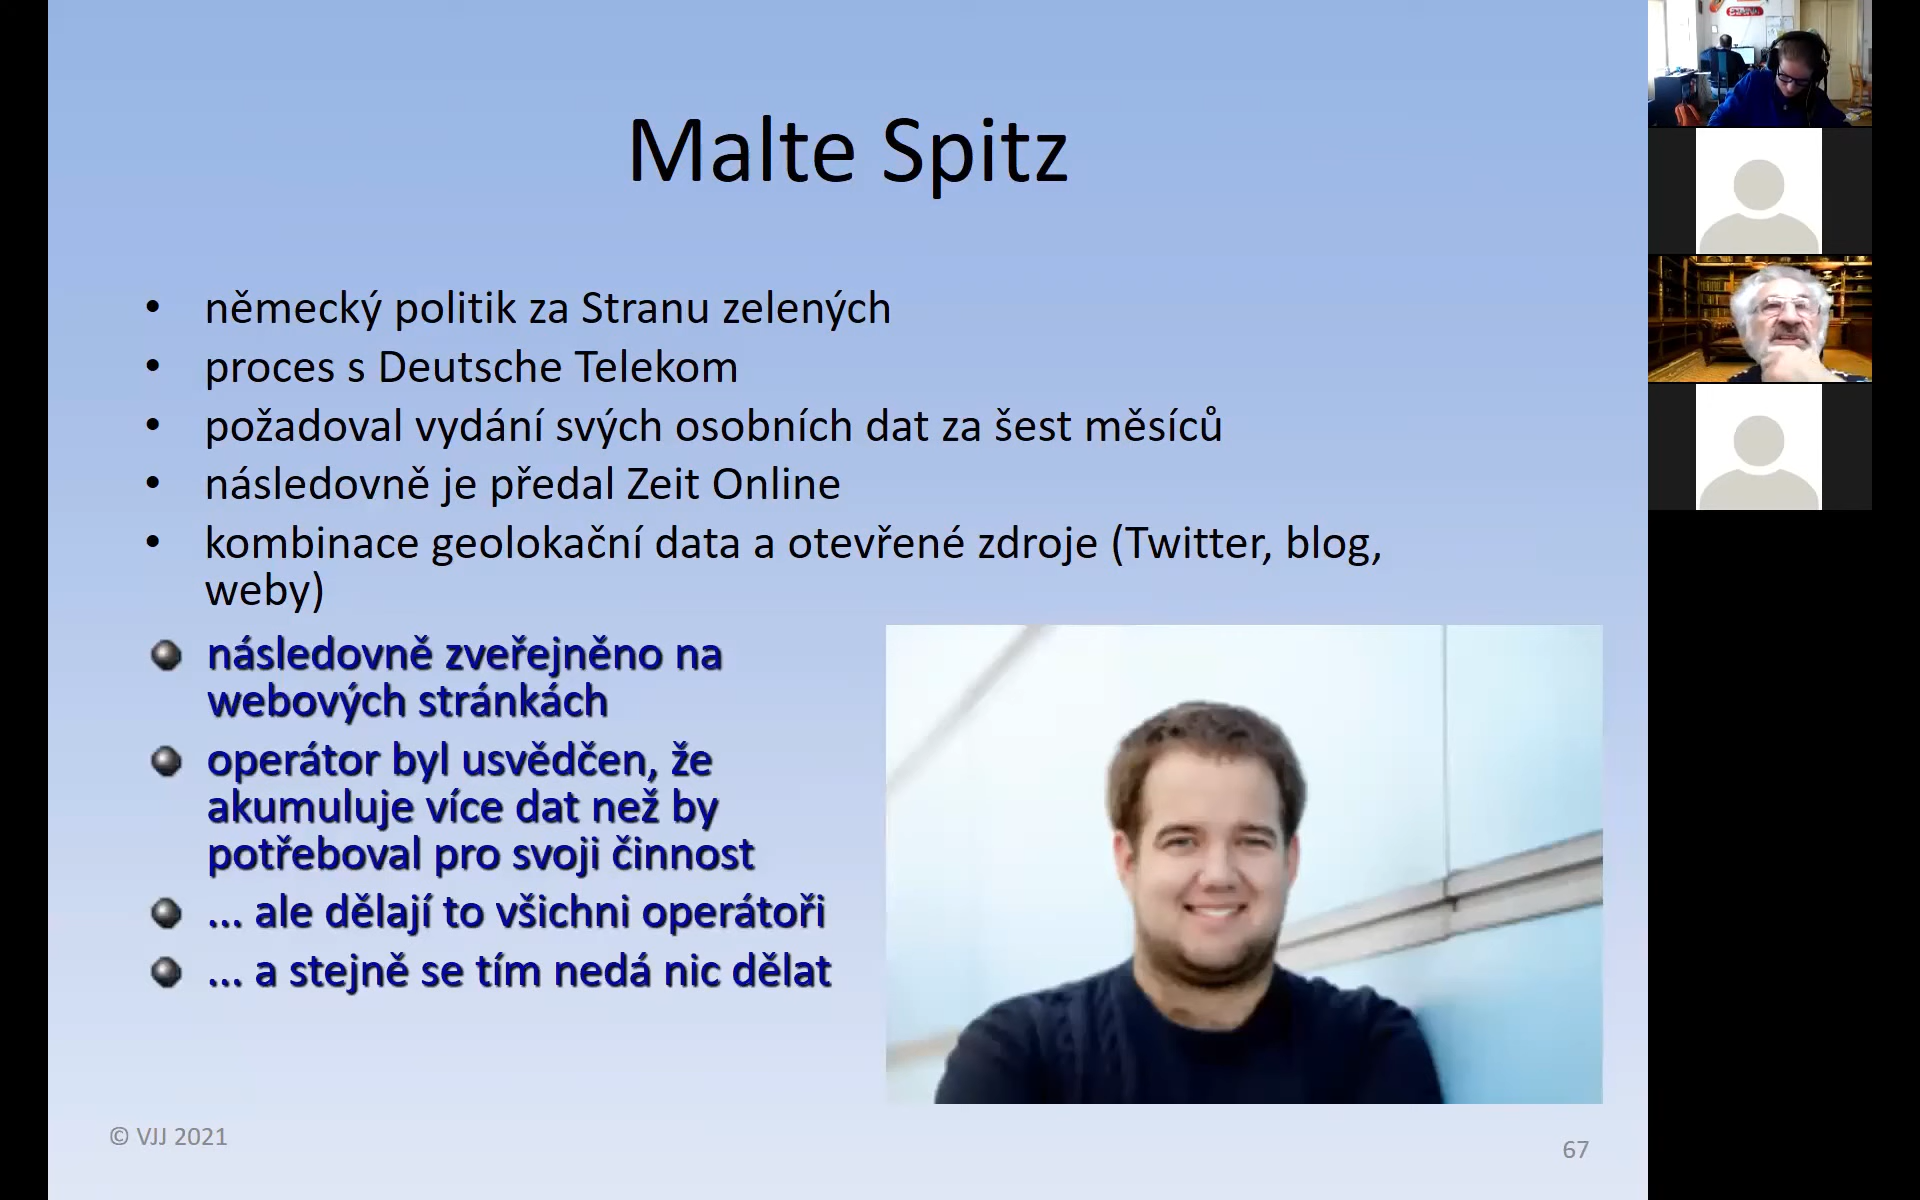 Malte Spitz
• německý politik za Stranu zelených
• proces s Deutsche Telekom
• požadoval vydání svých osobních dat za šest měsíců
• následovně je předal Zeit Online
• kombinace geolokační data a otevřené zdroje (Twitter, blog,
weby)
následovně zveřejněno na
webových stránkách
operátor byl usvědčen, že
akumuluje více dat než by
potřeboval pro svoji činnost
... ale dělají to všichni operátoři
... a stejně se tím nedá nic dělat
© VJJ 2021
67